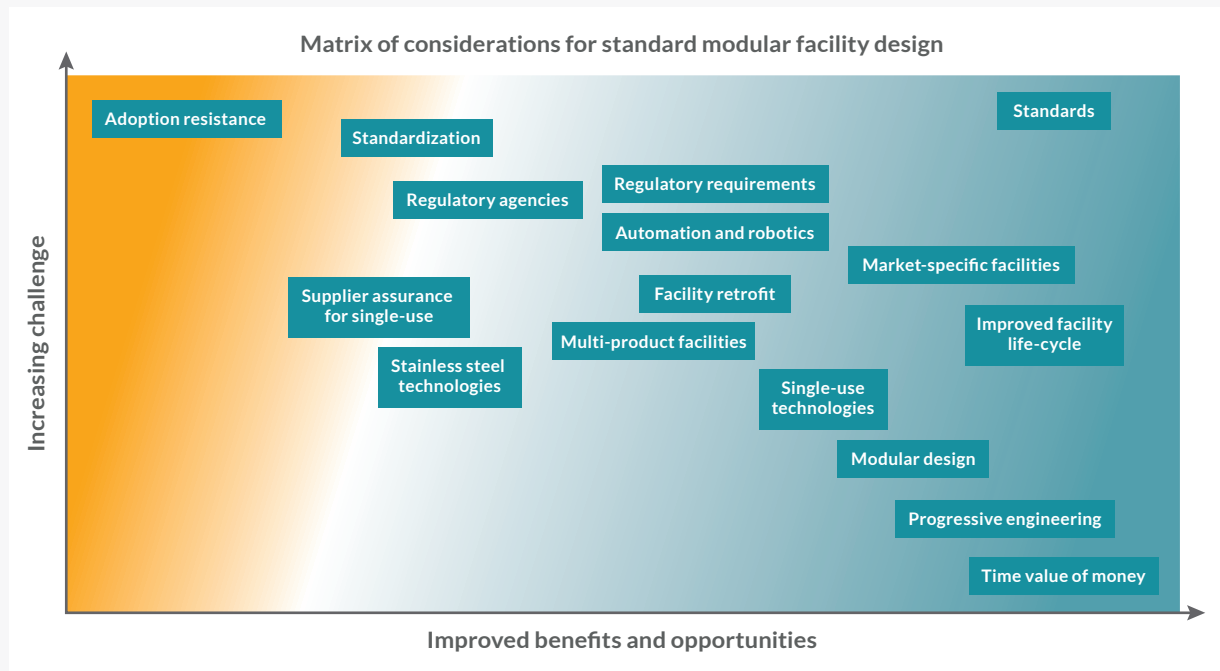 Matrix of considerations for standard modular facility design
Adoption resistance
Standards
Standardization
Regulatory requirements
Regulatory agencies
Automation and robotics
Market-specific facilities
Supplier assurance
for single-use
Facility retrofit
Improved facility
life-cycle
Multi-product facilities
Stainless steel
technologies
Single-use
technologies
Modular design
Progressive engineering
Time value of money
Increasing challenge
Improved benefits and opportunities